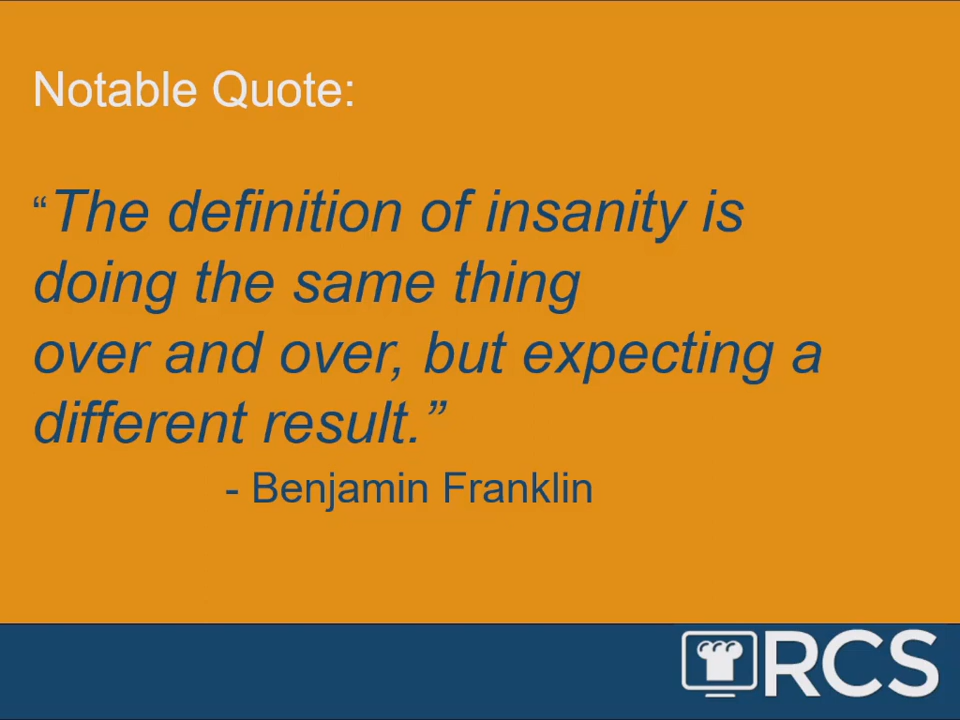 Notable Quote:
“The definition of insanity is
doing the same thing
over and over, but expecting a
different result.”
- Benjamin Franklin
RCS